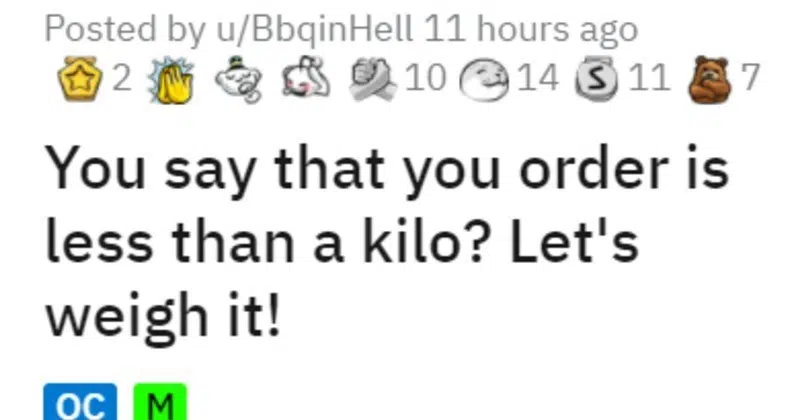 Posted by u/BbqinHell 11 hours ago
2 10 14 S 11 7
You say that you order is
less than a kilo? Let's
weigh it!
OC M